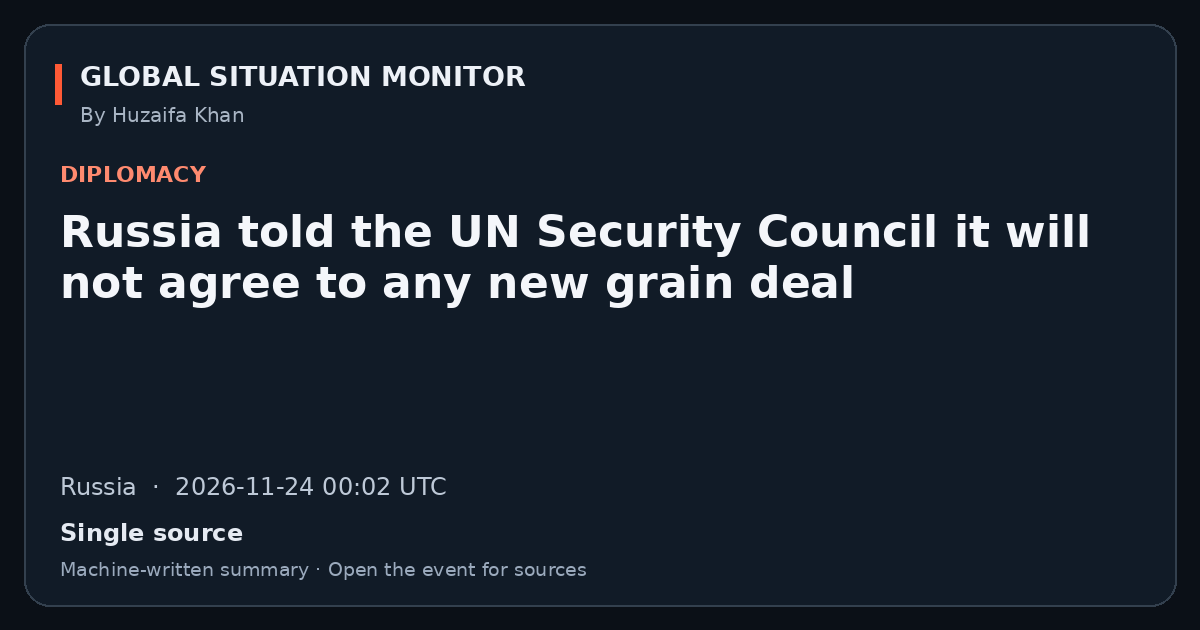 GLOBAL SITUATION MONITOR
By Huzaifa Khan
DIPLOMACY
Russia told the UN Security Council it will
not agree to any new grain deal
Russia · 2026-11-24 00:02 UTC
Single source
Machine-written summary · Open the event for sources